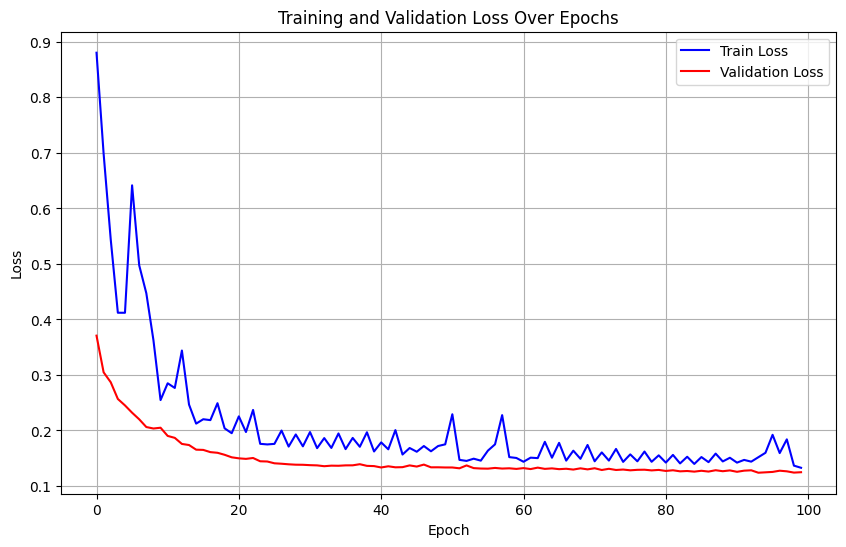 Training and Validation Loss Over Epochs
Train Loss
Validation Loss
0.9
0.8
0.7
0.6
0.5
0.4
0.3
0.2
0.1
Loss
0 20 40 60 80 100
Epoch